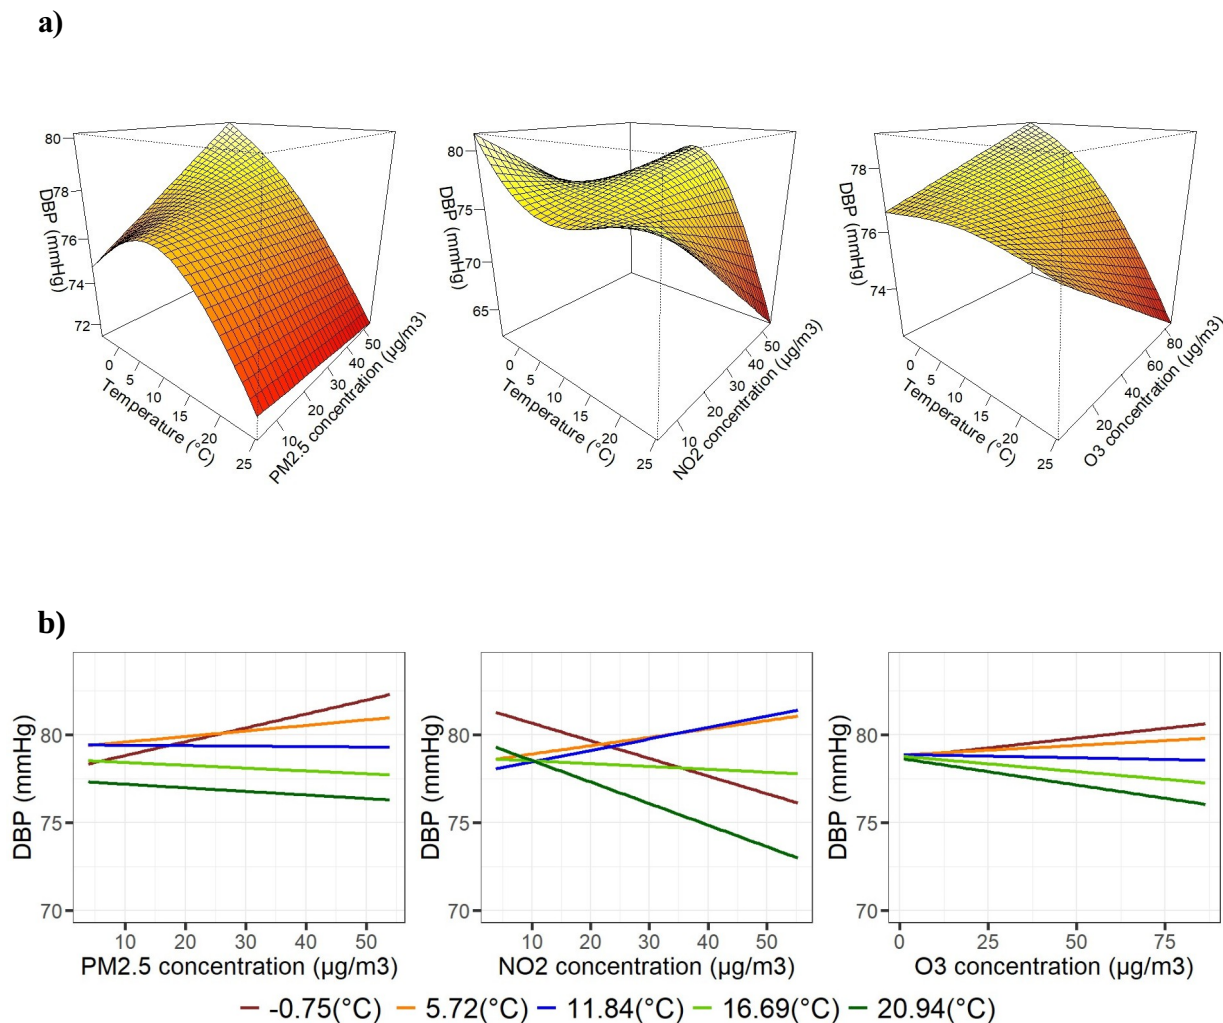 a)
80
78
76
74
72
DBP (mmHg)
0
5
10
15
20
25
Temperature (°C)
10
20
30
40
50
PM2.5 concentration (µg/m3)
80
75
70
65
DBP (mmHg)
0
5
10
15
20
25
Temperature (°C)
10
20
30
40
50
NO2 concentration (µg/m3)
78
76
74
DBP (mmHg)
0
5
10
15
20
25
Temperature (°C)
20
40
60
80
O3 concentration (µg/m3)
b)
DBP (mmHg)
80
75
70
10 20 30 40 50
PM2.5 concentration (µg/m3)
DBP (mmHg)
80
75
70
10 20 30 40 50
NO2 concentration (µg/m3)
DBP (mmHg)
80
75
70
0 25 50 75
O3 concentration (µg/m3)
-0.75(°C) 5.72(°C) 11.84(°C) 16.69(°C) 20.94(°C)